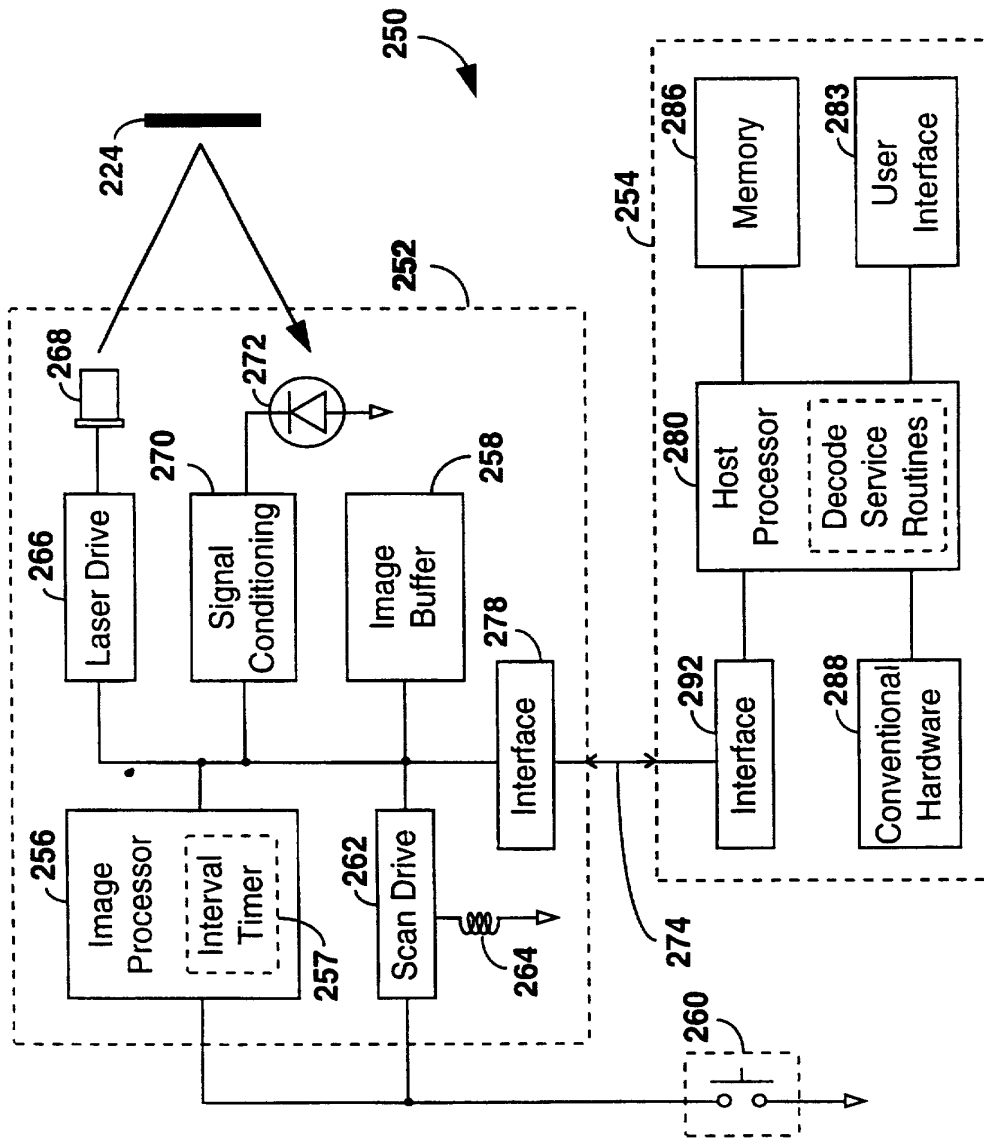 250
224
252
268
266
Laser Drive
270
Signal
Conditioning
272
258
Image
Buffer
278
Interface
256
Image
Processor
Interval
Timer
257
262
Scan Drive
264
260
274
254
286
Memory
283
User
Interface
280
Host
Processor
Decode
Service
Routines
292
Interface
288
Conventional
Hardware